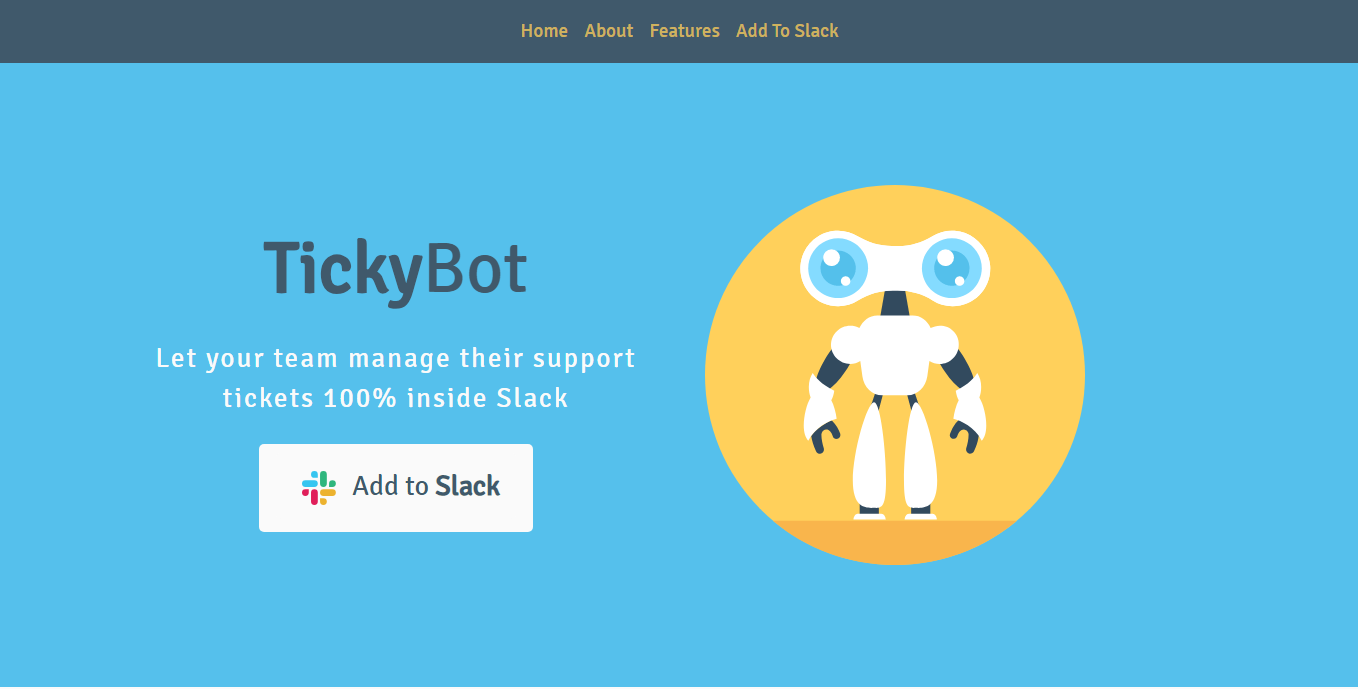 Home About Features Add To Slack
TickyBot
Let your team manage their support
tickets 100% inside Slack
Add to Slack